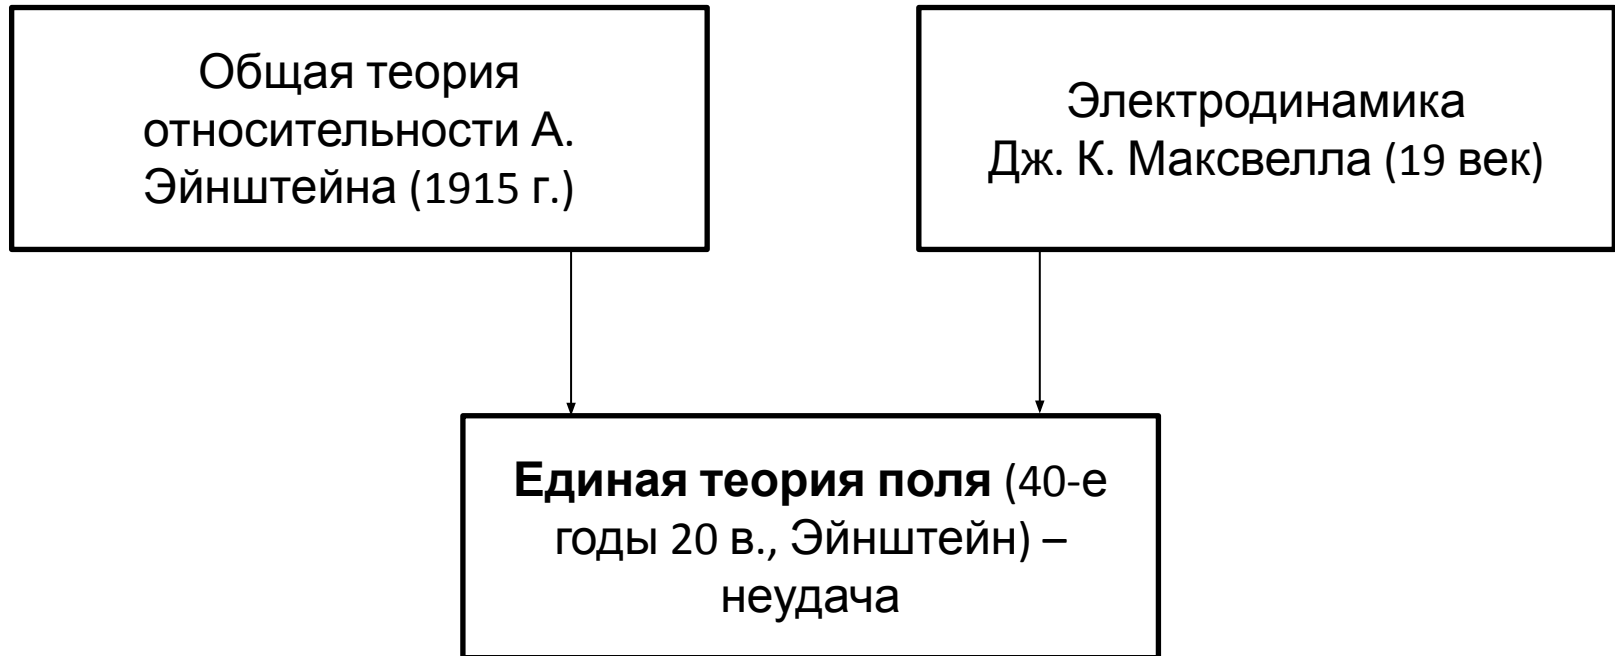 Общая теория
относительности А.
Эйнштейна (1915 г.)
Электродинамика
Дж. К. Максвелла (19 век)
Единая теория поля (40-е
годы 20 в., Эйнштейн) –
неудача